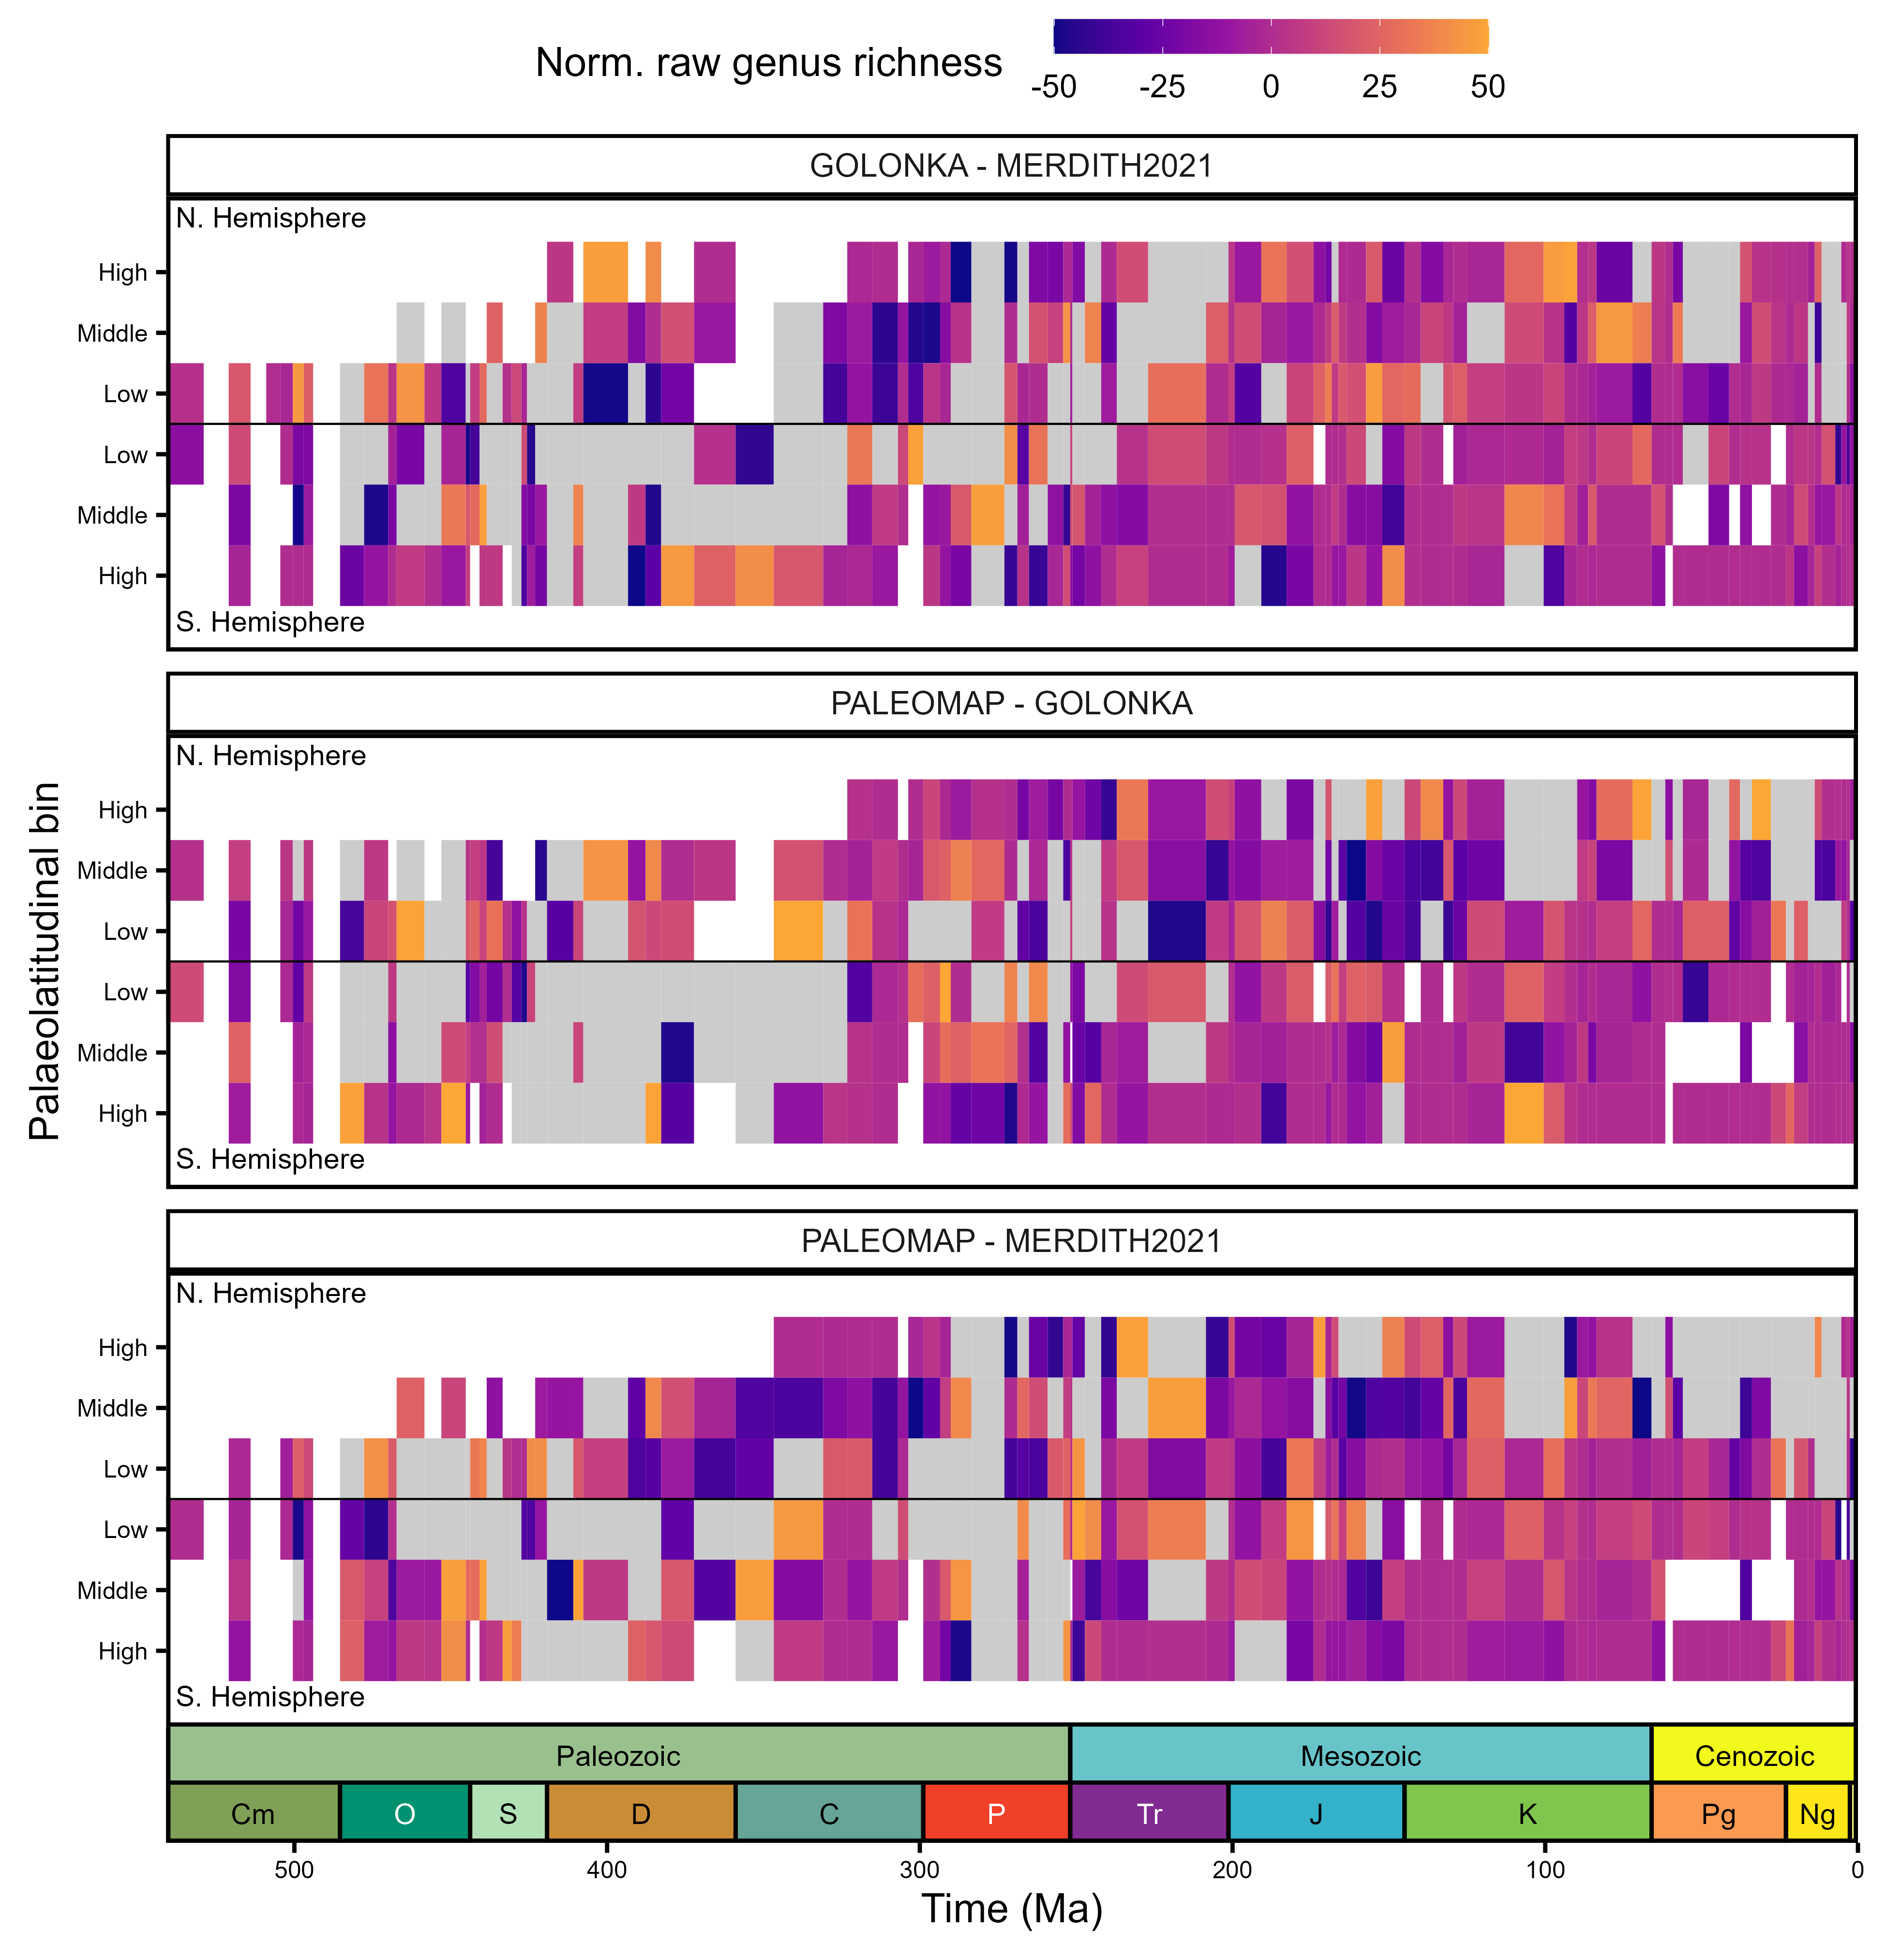 Norm. raw genus richness
-50 -25 0 25 50
GOLONKA - MERDITH2021
N. Hemisphere
High
Middle
Low
Low
Middle
High
S. Hemisphere
PALEOMAP - GOLONKA
N. Hemisphere
High
Middle
Low
Low
Middle
High
S. Hemisphere
Palaeolatitudinal bin
PALEOMAP - MERDITH2021
N. Hemisphere
High
Middle
Low
Low
Middle
High
S. Hemisphere
Paleozoic Mesozoic Cenozoic
Cm O S D C P Tr J K Pg Ng
500 400 300 200 100 0
Time (Ma)